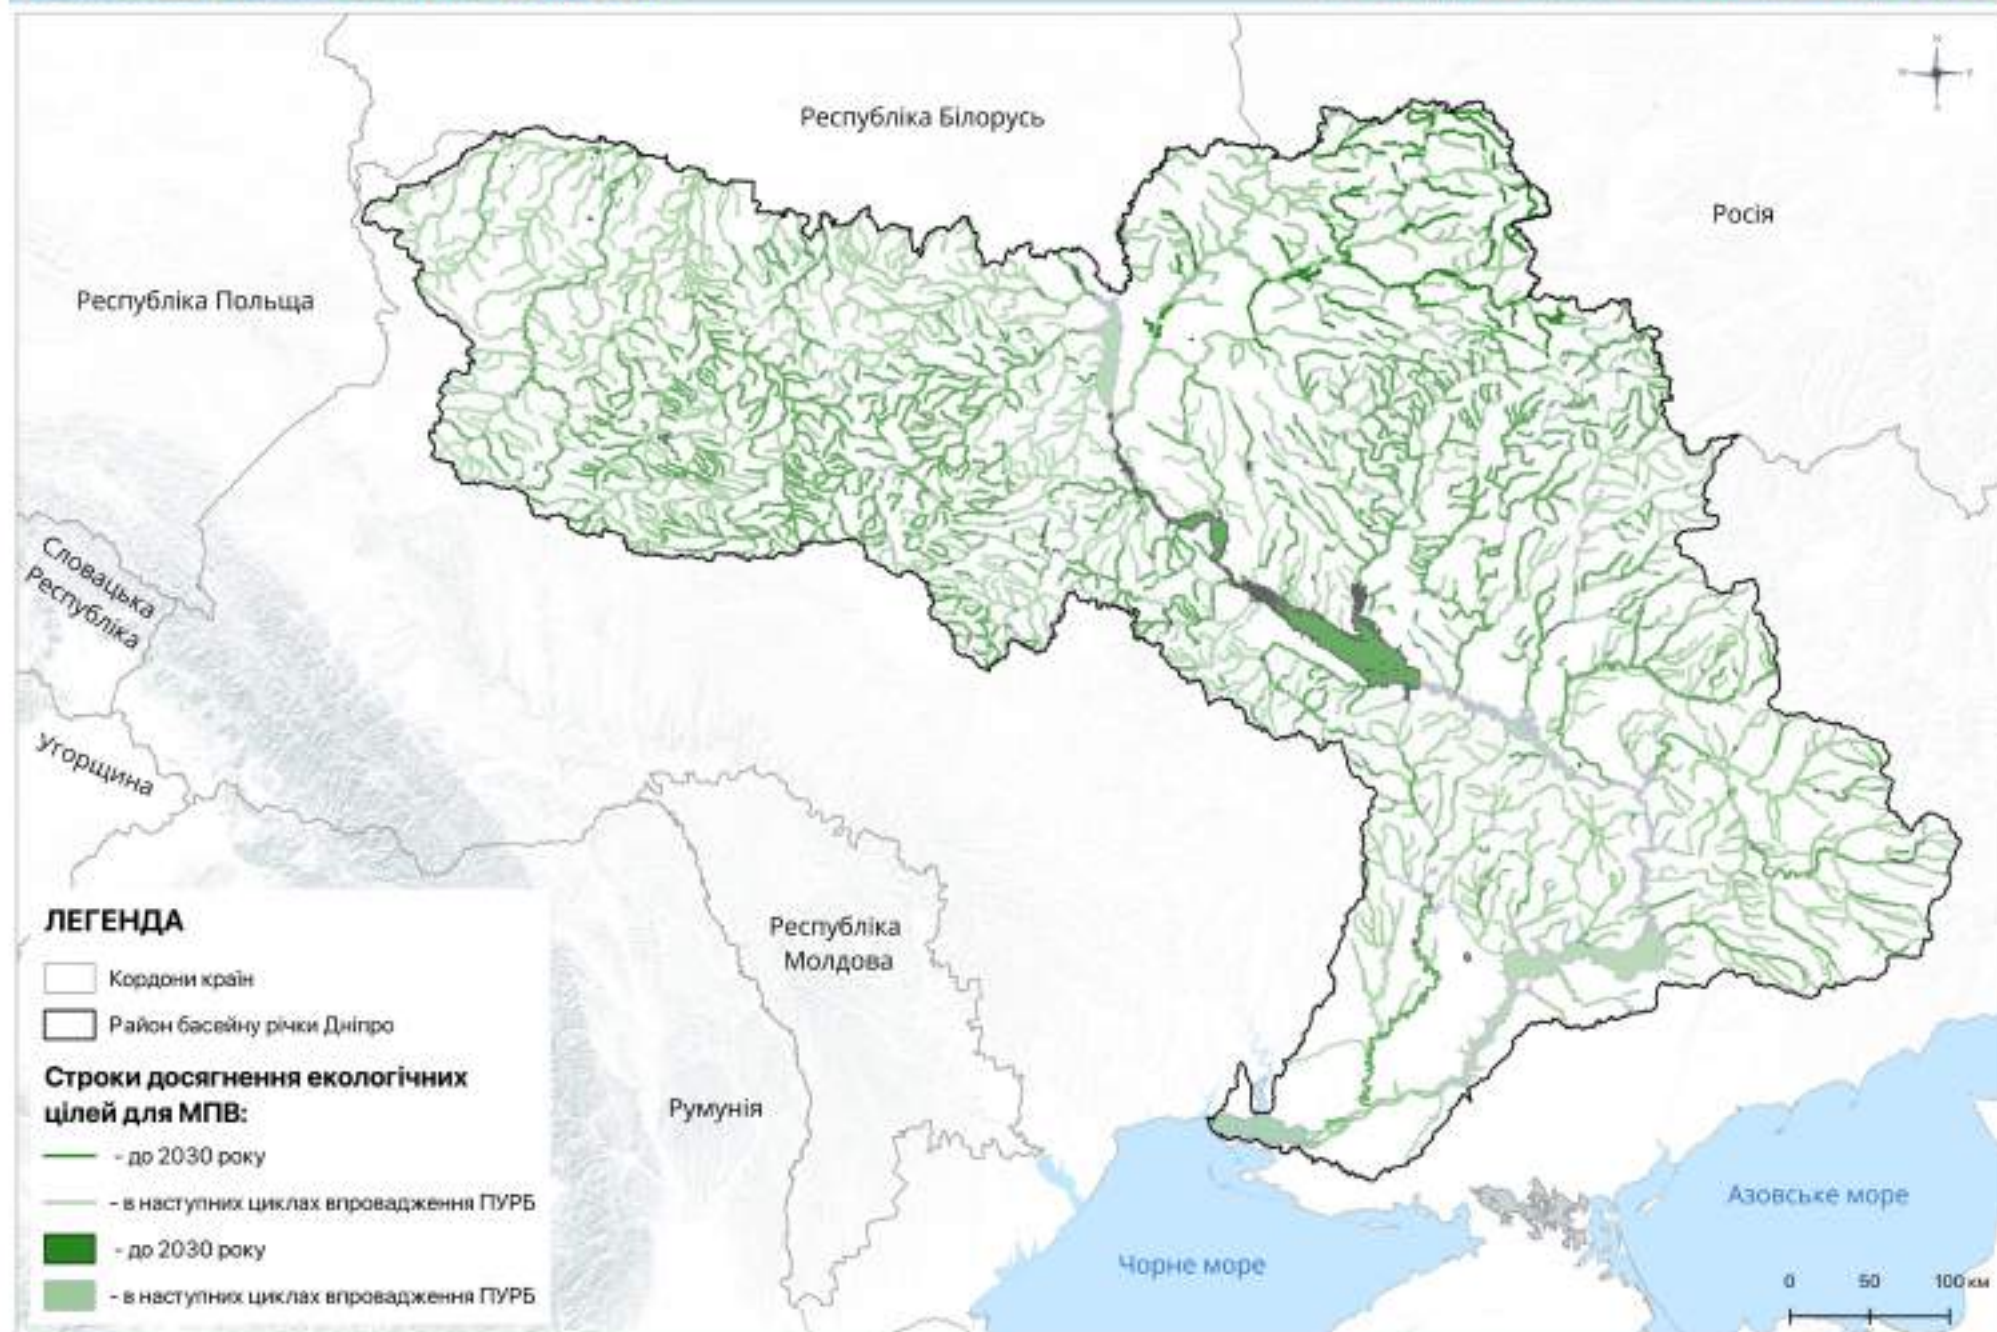 N
Республіка Білорусь
Росія
Республіка Польща
Словацька
Республіка
Угорщина
Республіка
Молдова
Румунія
Азовське море
Чорне море
0 50 100 км
ЛЕГЕНДА
Кордони країн
Район басейну річки Дніпро
Строки досягнення екологічних
цілей для МПВ:
- до 2030 року
- в наступних циклах впровадження ПУРБ
- до 2030 року
- в наступних циклах впровадження ПУРБ